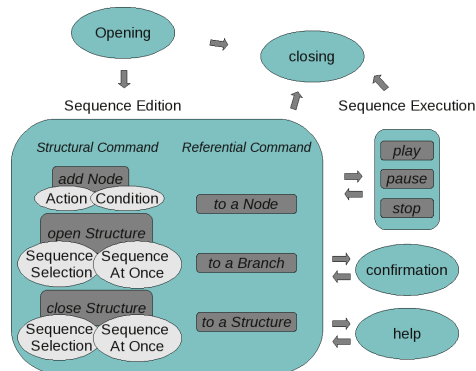 Opening
closing
Sequence Edition
Sequence Execution
Structural Command
Referential Command
add Node
Action
Condition
to a Node
open Structure
Sequence
Selection
Sequence
At Once
to a Branch
close Structure
Sequence
Selection
Sequence
At Once
to a Structure
play
pause
stop
confirmation
help